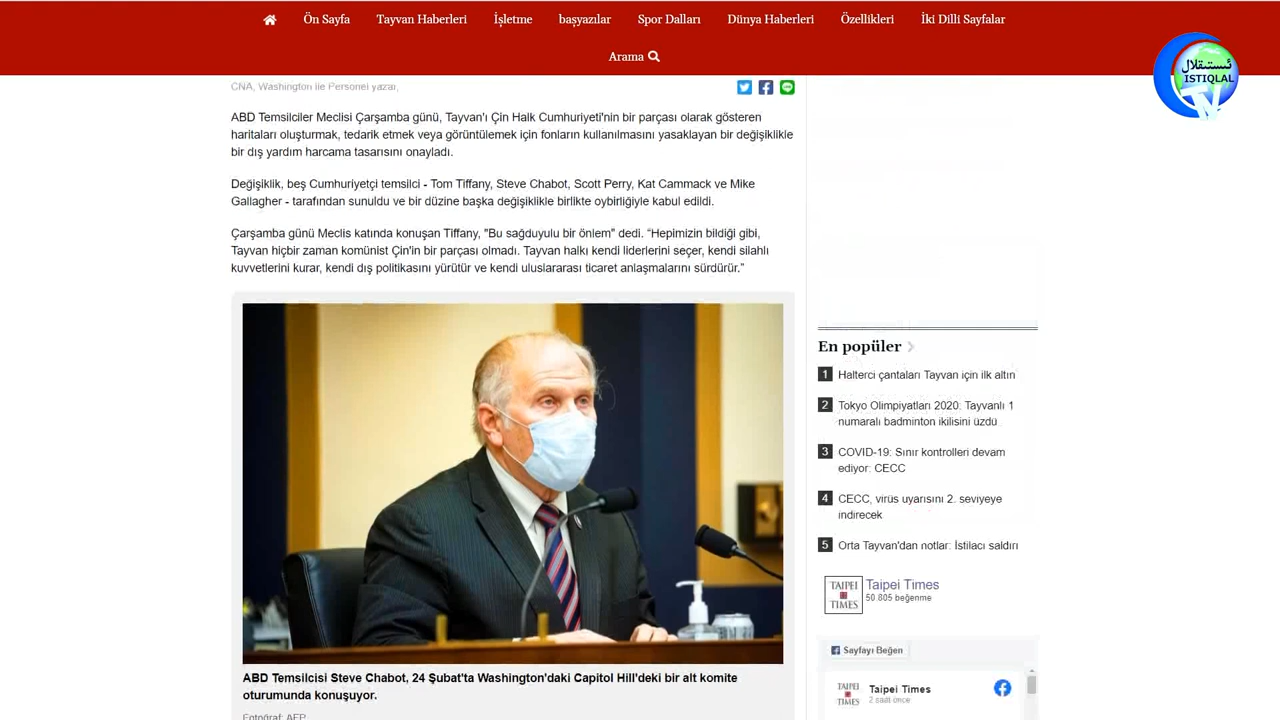 Ön Sayfa Tayvan Haberleri İşletme başyazılar Spor Dalları Dünya Haberleri Özellikleri İki Dilli Sayfalar
Arama
ئىستىقلال
ISTIQLAL
TV
CNA, Washington ile Personel yazar,
ABD Temsilciler Meclisi Çarşamba günü, Tayvan'ı Çin Halk Cumhuriyeti'nin bir parçası olarak gösteren
haritaları oluşturmak, tedarik etmek veya görüntülemek için fonların kullanılmasını yasaklayan bir değişiklikle
bir dış yardım harcama tasarısını onayladı.
Değişiklik, beş Cumhuriyetçi temsilci - Tom Tiffany, Steve Chabot, Scott Perry, Kat Cammack ve Mike
Gallagher - tarafından sunuldu ve bir düzine başka değişiklikle birlikte oybirliğiyle kabul edildi.
Çarşamba günü Meclis katında konuşan Tiffany, "Bu sağduyulu bir önlem" dedi. “Hepimizin bildiği gibi,
Tayvan hiçbir zaman komünist Çin'in bir parçası olmadı. Tayvan halkı kendi liderlerini seçer, kendi silahlı
kuvvetlerini kurar, kendi dış politikasını yürütür ve kendi uluslararası ticaret anlaşmalarını sürdürür.”
ABD Temsilcisi Steve Chabot, 24 Şubat'ta Washington'daki Capitol Hill'deki bir alt komite
oturumunda konuşuyor.
Fotoğraf: AFP
En popüler
1 Halterci çantaları Tayvan için ilk altın
2 Tokyo Olimpiyatları 2020: Tayvanlı 1
numaralı badminton ikilisini üzdü
3 COVID-19: Sınır kontrolleri devam
ediyor: CECC
4 CECC, virüs uyarısını 2. seviyeye
indirecek
5 Orta Tayvan'dan notlar: İstilacı saldırı
TAIPEI
TIMES
Taipei Times
50.805 beğenme
Sayfayı Beğen
TAIPEI
TIMES
Taipei Times
2 saat önce